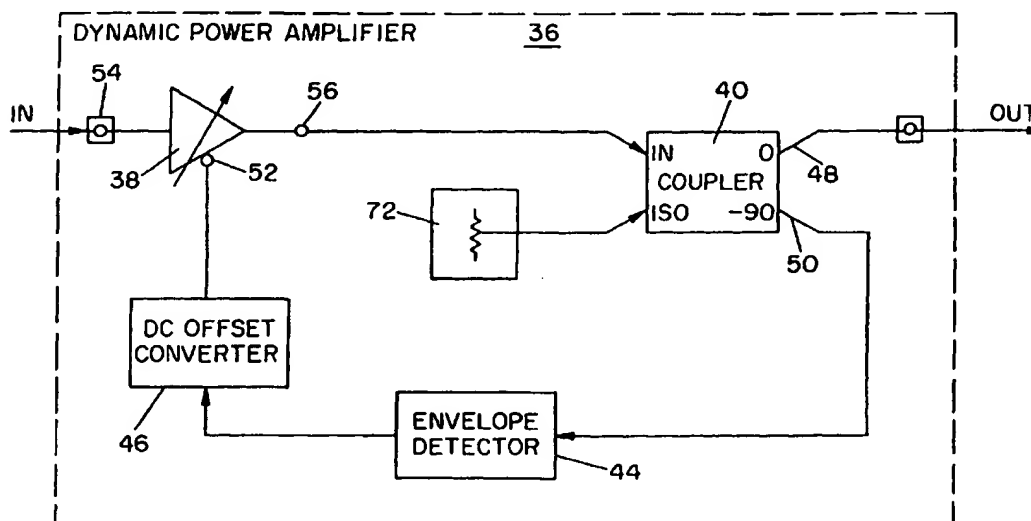 DYNAMIC POWER AMPLIFIER 36
54
IN
56
40
OUT
38
52
IN 0
COUPLER
ISO -90
48
72
50
DC OFFSET
CONVERTER
46
ENVELOPE
DETECTOR
44